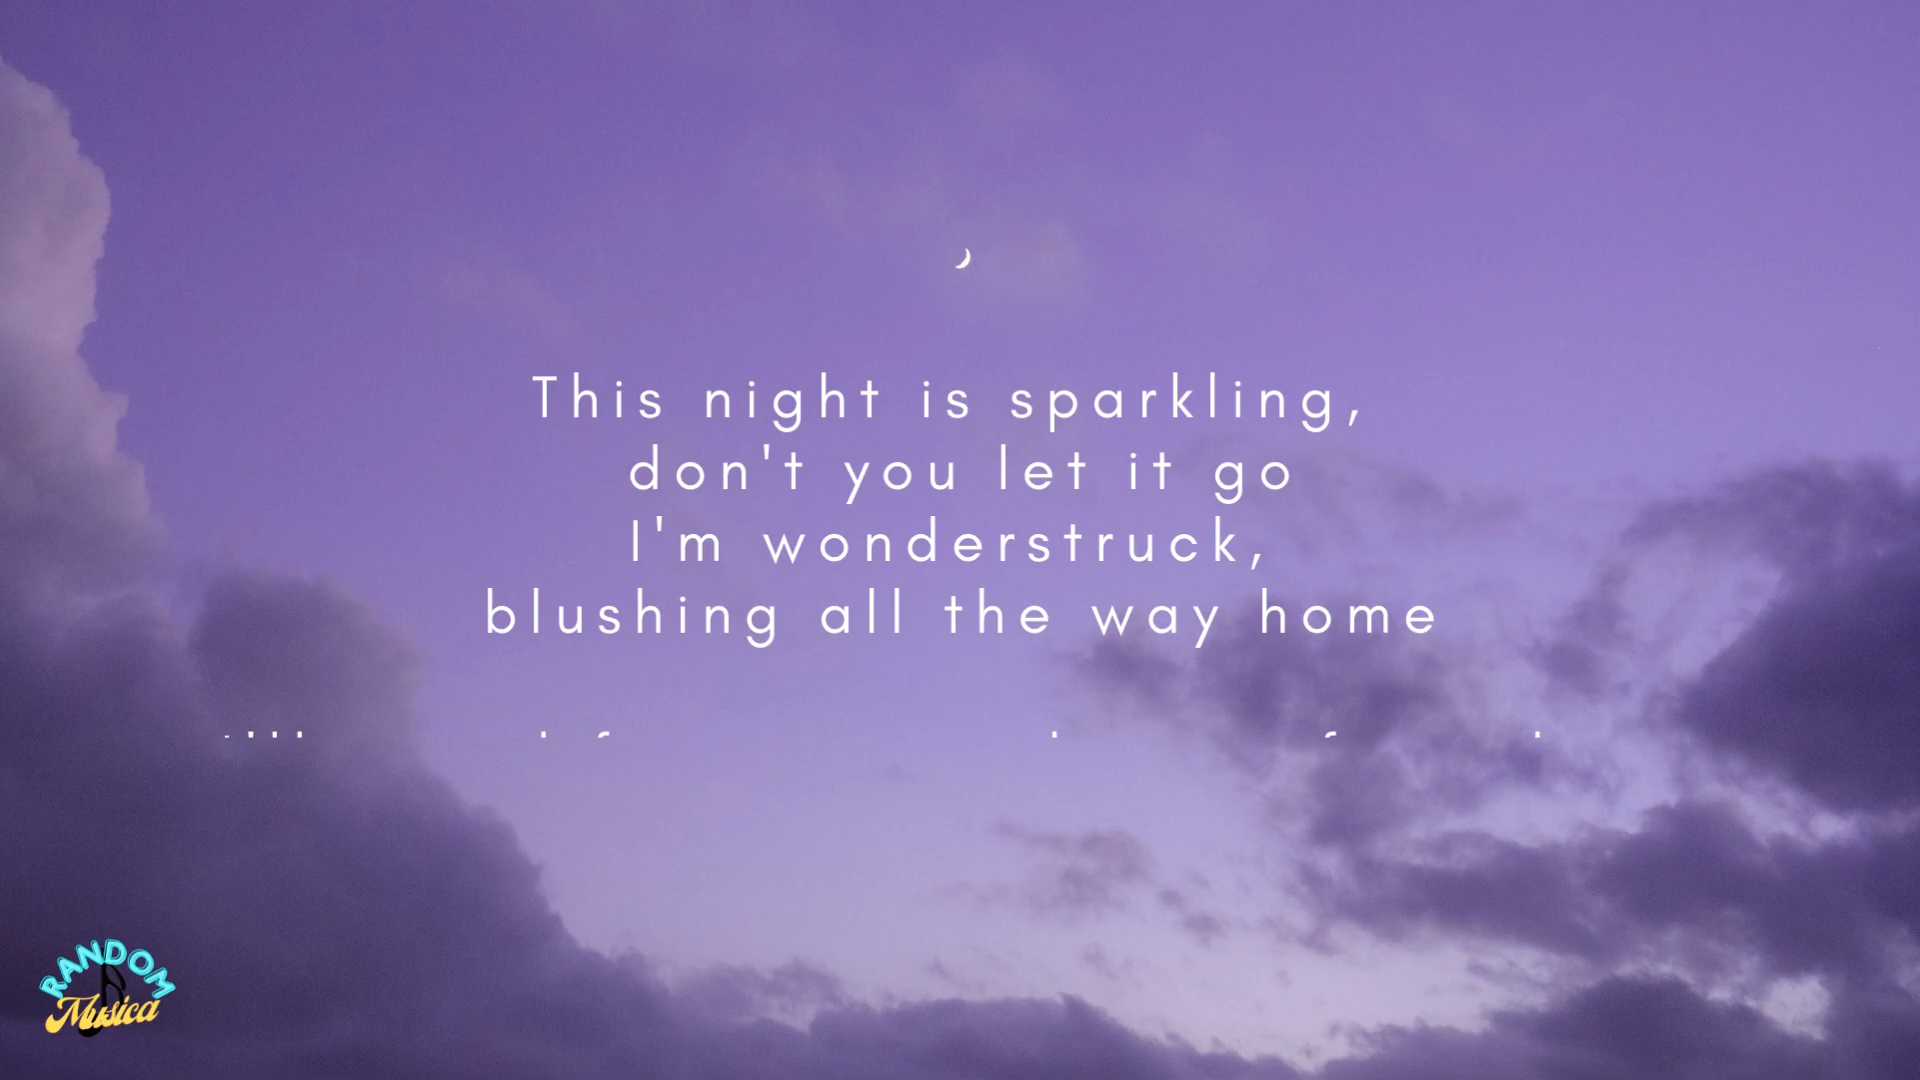 This night is sparkling,
don't you let it go
I'm wonderstruck,
blushing all the way home
RANDOM
Musica